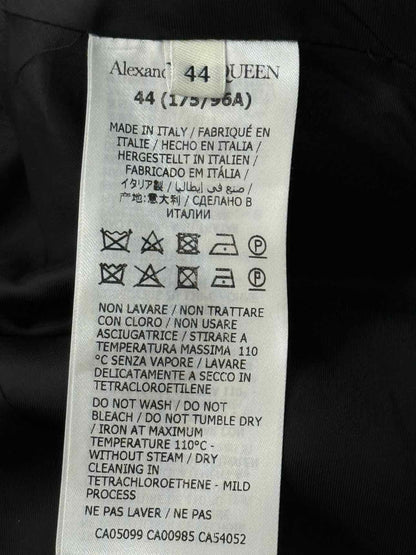 Alexand QUEEN
44
44 (175/96A)
MADE IN ITALY / FABRIQUÉ EN
ITALIE / HECHO EN ITALIA /
HERGESTELLT IN ITALIEN /
FABRICADO EM ITÁLIA /
イタリア製 / صنع في إيطاليا /
产地:意大利 / СДЕЛАНО В
ИТАЛИИ
P
P
NON LAVARE / NON TRATTARE
CON CLORO / NON USARE
ASCIUGATRICE / STIRARE A
TEMPERATURA MASSIMA 110
°C SENZA VAPORE / LAVARE
DELICATAMENTE A SECCO IN
TETRACLOROETILENE
DO NOT WASH / DO NOT
BLEACH / DO NOT TUMBLE DRY
/ IRON AT MAXIMUM
TEMPERATURE 110°C -
WITHOUT STEAM / DRY
CLEANING IN
TETRACHLOROETHENE - MILD
PROCESS
NE PAS LAVER / NE PAS
CA05099 CA00985 CA54052